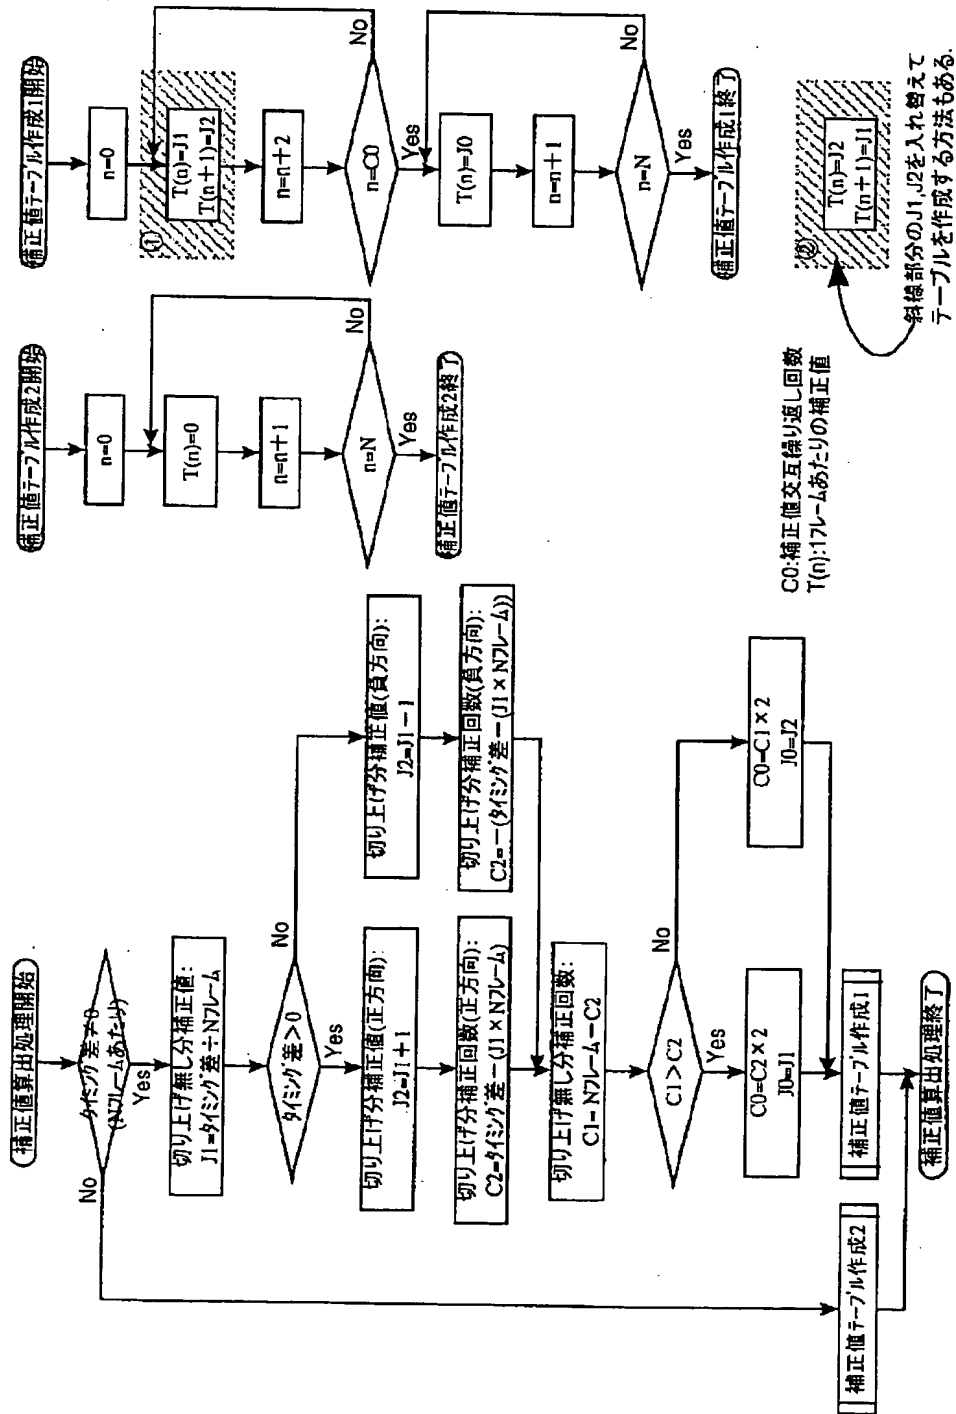 補正値算出処理開始
タイミング差≠0
(Nフレームあたり)
No
Yes
切り上げ無し分補正値:
J1=タイミング差÷Nフレーム
タイミング差>0
No
Yes
切り上げ分補正値(正方向):
J2=J1+1
切り上げ分補正値(負方向):
J2=J1-1
切り上げ分補正回数(正方向):
C2=タイミング差-(J1×Nフレーム)
切り上げ分補正回数(負方向):
C2=-(タイミング差-(J1×Nフレーム))
切り上げ無し分補正回数:
C1=Nフレーム-C2
C1>C2
No
Yes
C0=C2×2
J0=J1
C0=C1×2
J0=J2
補正値テーブル作成2
補正値テーブル作成1
補正値算出処理終了
補正値テーブル作成2開始
n=0
T(n)=0
n=n+1
n=N
No
Yes
補正値テーブル作成2終了
補正値テーブル作成1開始
n=0
①
T(n)=J1
T(n+1)=J2
n=n+2
n=C0
No
Yes
T(n)=J0
n=n+1
n=N
No
Yes
補正値テーブル作成1終了
C0:補正値交互繰り返し回数
T(n):1フレームあたりの補正値
②
T(n)=J2
T(n+1)=J1
斜線部分のJ1,J2を入れ替えて
テーブルを作成する方法もある.